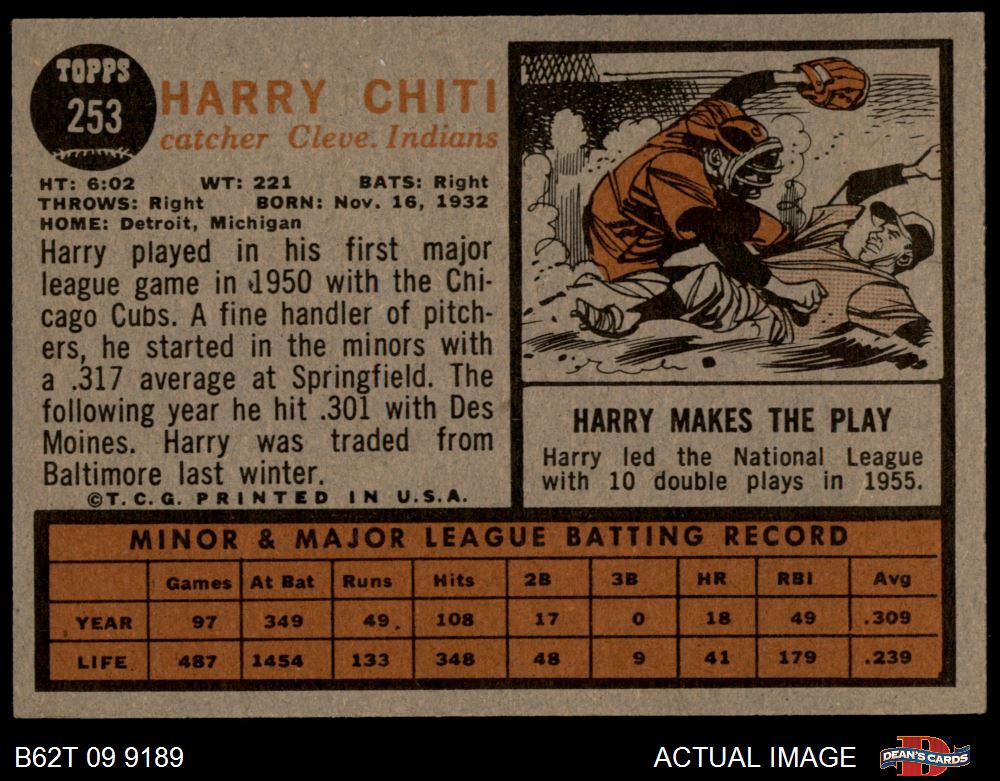 TOPPS
253
HARRY CHITI
catcher Cleve. Indians
HT: 6:02 WT: 221 BATS: Right
THROWS: Right BORN: Nov. 16, 1932
HOME: Detroit, Michigan
Harry played in his first major
league game in 1950 with the Chi-
cago Cubs. A fine handler of pitch-
ers, he started in the minors with
a .317 average at Springfield. The
following year he hit .301 with Des
Moines. Harry was traded from
Baltimore last winter.
©T.C.G. PRINTED IN U.S.A.
HARRY MAKES THE PLAY
Harry led the National League
with 10 double plays in 1955.
MINOR & MAJOR LEAGUE BATTING RECORD
Games At Bat Runs Hits 2B 3B HR RBI Avg
YEAR 97 349 49 108 17 0 18 49 .309
LIFE 487 1454 133 348 48 9 41 179 .239
B62T 09 9189 ACTUAL IMAGE DEAN'S CARDS